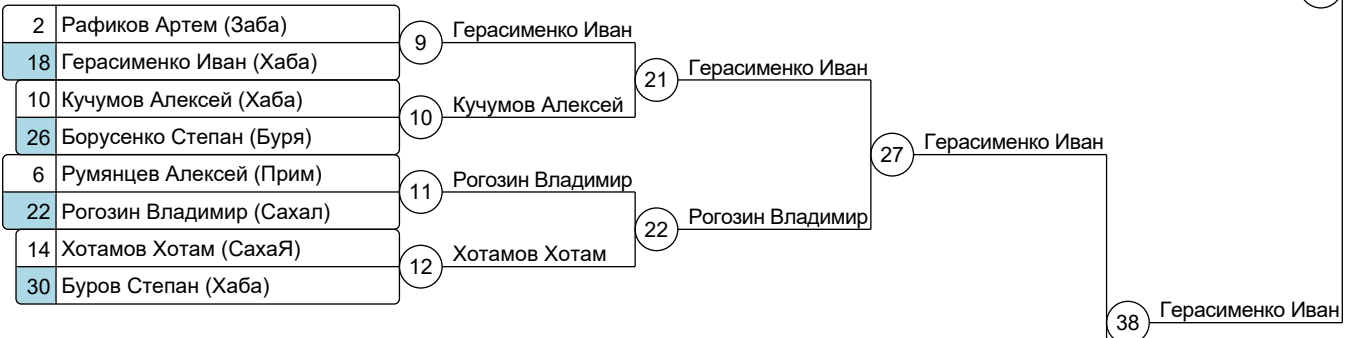 2 Рафиков Артем (Заба)
18 Герасименко Иван (Хаба)
10 Кучумов Алексей (Хаба)
26 Борусенко Степан (Буря)
6 Румянцев Алексей (Прим)
22 Рогозин Владимир (Сахал)
14 Хотамов Хотам (СахаЯ)
30 Буров Степан (Хаба)
9 Герасименко Иван
10 Кучумов Алексей
11 Рогозин Владимир
12 Хотамов Хотам
21 Герасименко Иван
22 Рогозин Владимир
27 Герасименко Иван
38 Герасименко Иван